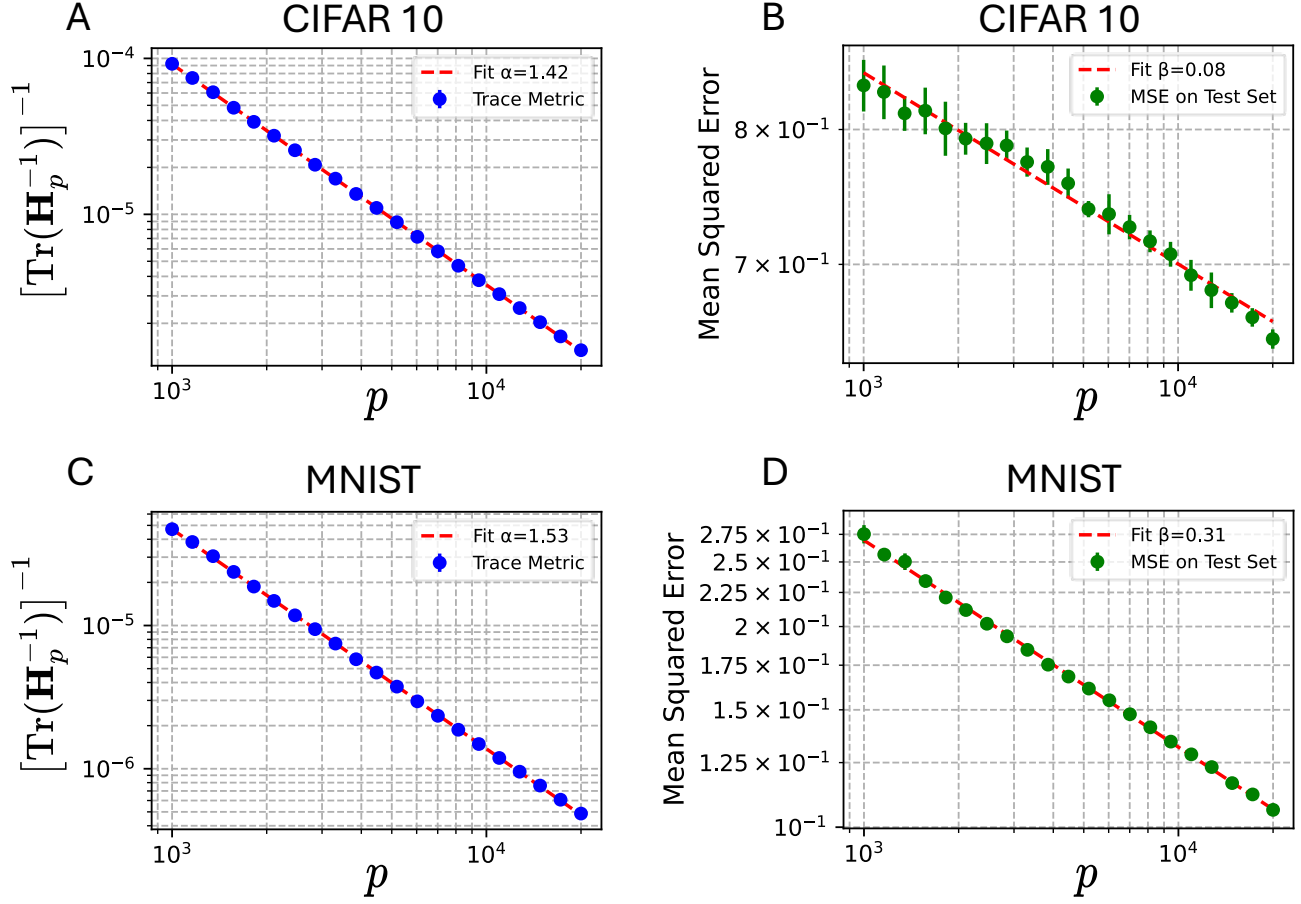 A
CIFAR 10
[Tr(H_p^{-1})]^{-1}
10^{-4}
10^{-5}
Fit α=1.42
Trace Metric
10^3
10^4
p
B
CIFAR 10
Mean Squared Error
8 × 10^{-1}
7 × 10^{-1}
Fit β=0.08
MSE on Test Set
10^3
10^4
p
C
MNIST
[Tr(H_p^{-1})]^{-1}
10^{-5}
10^{-6}
Fit α=1.53
Trace Metric
10^3
10^4
p
D
MNIST
Mean Squared Error
2.75 × 10^{-1}
2.5 × 10^{-1}
2.25 × 10^{-1}
2 × 10^{-1}
1.75 × 10^{-1}
1.5 × 10^{-1}
1.25 × 10^{-1}
10^{-1}
Fit β=0.31
MSE on Test Set
10^3
10^4
p